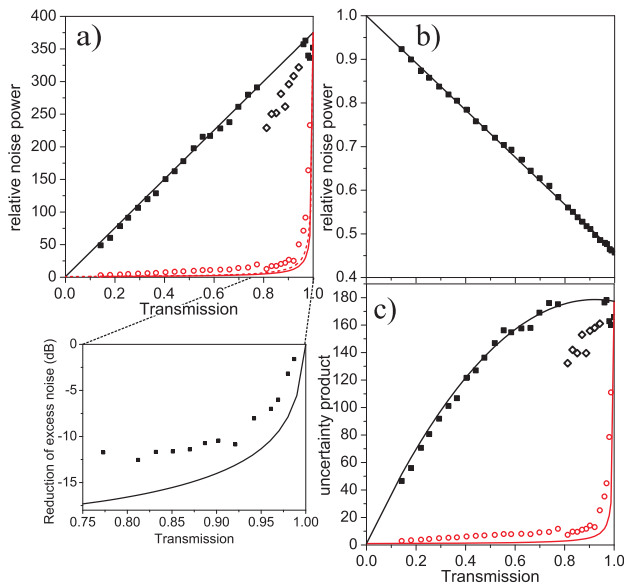 a)
relative noise power
400
350
300
250
200
150
100
50
0
0.0 0.2 0.4 0.6 0.8 1.0
Transmission
b)
relative noise power
1.0
0.9
0.8
0.7
0.6
0.5
0.4
Reduction of excess noise (dB)
0
-5
-10
-15
0.75 0.80 0.85 0.90 0.95 1.00
Transmission
c)
uncertainty product
180
160
140
120
100
80
60
40
20
0
0.0 0.2 0.4 0.6 0.8 1.0
Transmission